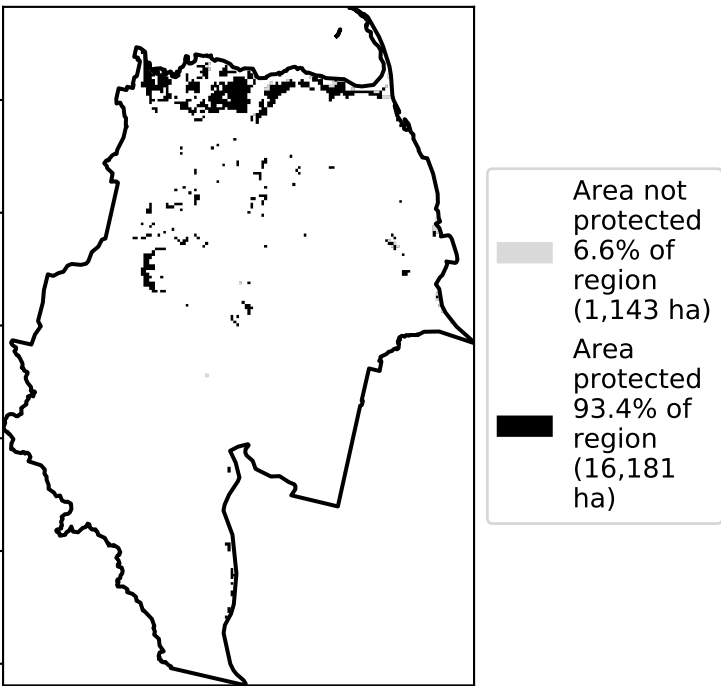 Area not
protected
6.6% of
region
(1,143 ha)
Area
protected
93.4% of
region
(16,181
ha)